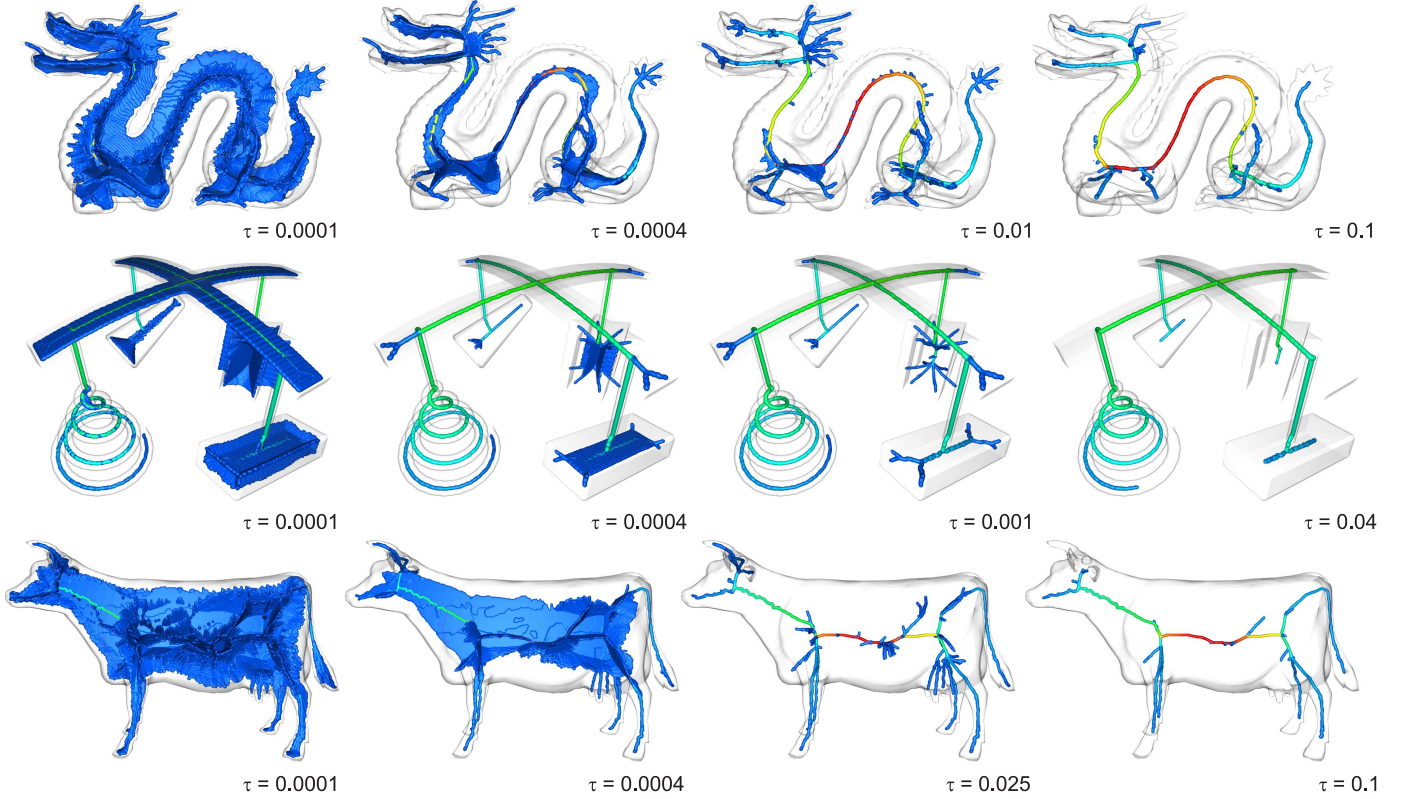 τ = 0.0001
τ = 0.0004
τ = 0.01
τ = 0.1
τ = 0.0001
τ = 0.0004
τ = 0.001
τ = 0.04
τ = 0.0001
τ = 0.0004
τ = 0.025
τ = 0.1